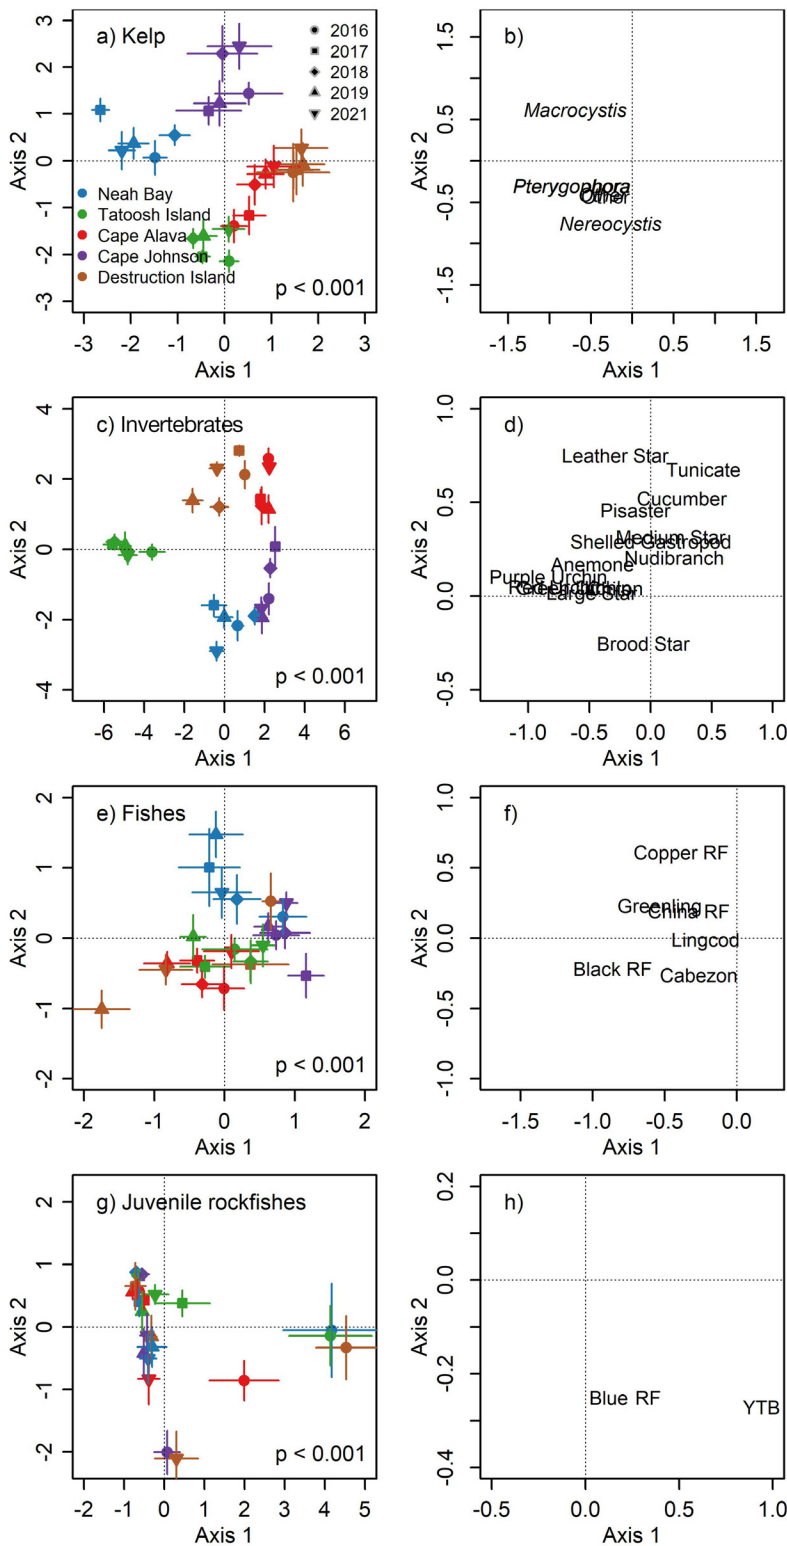 a) Kelp
2016
2017
2018
2019
2021
Neah Bay
Tatoosh Island
Cape Alava
Cape Johnson
Destruction Island
p < 0.001
3
2
1
0
-1
-2
-3
Axis 2
-3 -2 -1 0 1 2 3
Axis 1
b)
Macrocystis
Pterygophora
Other
Nereocystis
1.5
0.5
-0.5
-1.5
Axis 2
-1.5 -0.5 0.5 1.5
Axis 1
c) Invertebrates
p < 0.001
4
2
0
-2
-4
Axis 2
-6 -4 -2 0 2 4 6
Axis 1
d)
Leather Star
Tunicate
Cucumber
Pisaster
Medium Star
Shelled Gastropod
Nudibranch
Anemone
Purple Urchin
Large Star
Brood Star
1.0
0.5
0.0
-0.5
Axis 2
-1.0 -0.5 0.0 0.5 1.0
Axis 1
e) Fishes
p < 0.001
2
1
0
-1
-2
Axis 2
-2 -1 0 1 2
Axis 1
f)
Copper RF
Greenling
China RF
Lingcod
Black RF
Cabezon
1.0
0.5
0.0
-0.5
-1.0
Axis 2
-1.5 -1.0 -0.5 0.0
Axis 1
g) Juvenile rockfishes
p < 0.001
2
1
0
-1
-2
Axis 2
-2 -1 0 1 2 3 4 5
Axis 1
h)
Blue RF
YTB
0.2
0.0
-0.2
-0.4
Axis 2
-0.5 0.0 0.5 1.0
Axis 1